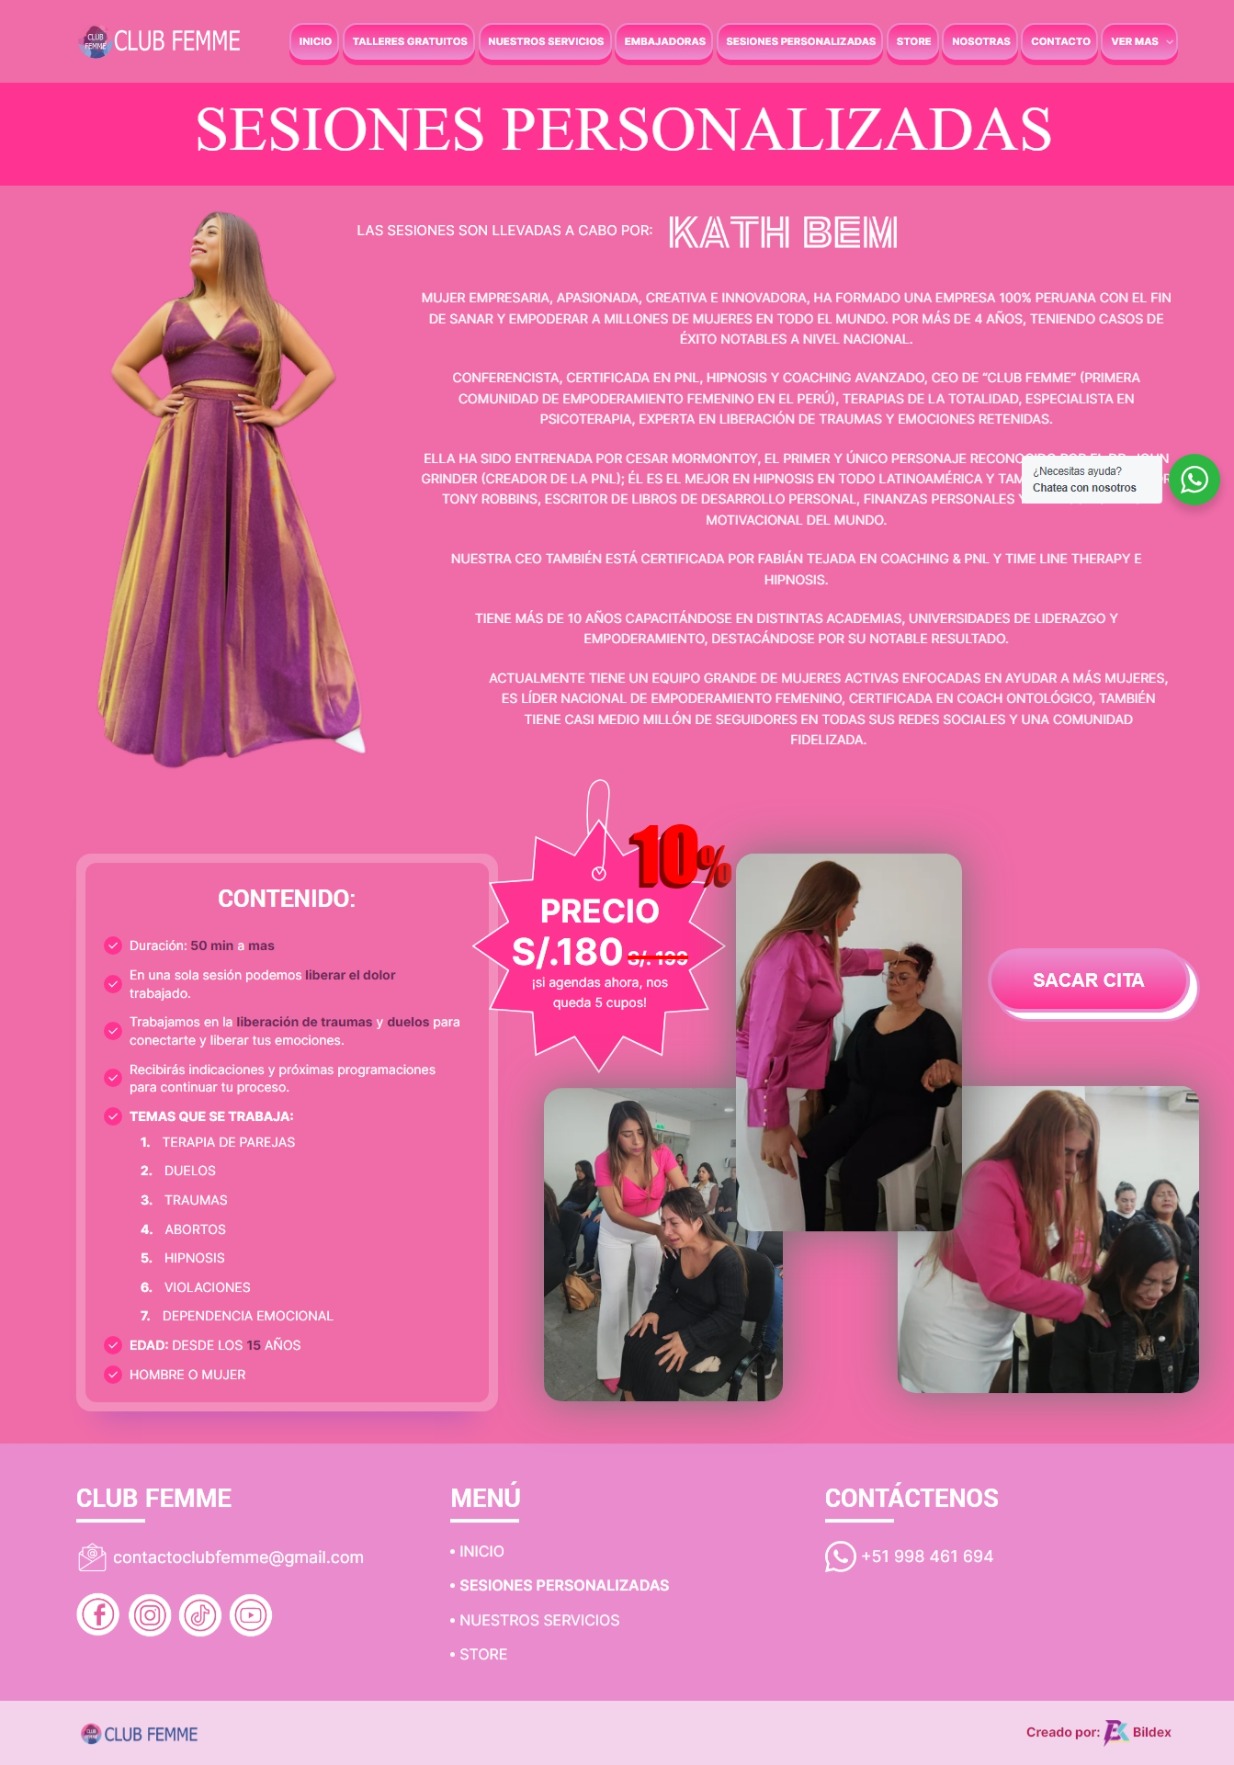 CLUB FEMME
INICIO
TALLERES GRATUITOS
NUESTROS SERVICIOS
EMBAJADORAS
SESIONES PERSONALIZADAS
STORE
NOSOTRAS
CONTACTO
VER MAS
SESIONES PERSONALIZADAS
LAS SESIONES SON LLEVADAS A CABO POR: KATH BEM
MUJER EMPRESARIA, APASIONADA, CREATIVA E INNOVADORA, HA FORMADO UNA EMPRESA 100% PERUANA CON EL FIN
DE SANAR Y EMPODERAR A MILLONES DE MUJERES EN TODO EL MUNDO. POR MÁS DE 4 AÑOS, TENIENDO CASOS DE
ÉXITO NOTABLES A NIVEL NACIONAL.
CONFERENCISTA, CERTIFICADA EN PNL, HIPNOSIS Y COACHING AVANZADO, CEO DE “CLUB FEMME” (PRIMERA
COMUNIDAD DE EMPODERAMIENTO FEMENINO EN EL PERÚ), TERAPIAS DE LA TOTALIDAD, ESPECIALISTA EN
PSICOTERAPIA, EXPERTA EN LIBERACIÓN DE TRAUMAS Y EMOCIONES RETENIDAS.
ELLA HA SIDO ENTRENADA POR CESAR MORMONTOY, EL PRIMER Y ÚNICO PERSONAJE
GRINDER (CREADOR DE LA PNL); ÉL ES EL MEJOR EN HIPNOSIS EN TODO LATINOAMÉRICA Y
TONY ROBBINS, ESCRITOR DE LIBROS DE DESARROLLO PERSONAL, FINANZAS PERSONALES
MOTIVACIONAL DEL MUNDO.
¿Necesitas ayuda?
Chatea con nosotros
NUESTRA CEO TAMBIÉN ESTÁ CERTIFICADA POR FABIÁN TEJADA EN COACHING & PNL Y TIME LINE THERAPY E
HIPNOSIS.
TIENE MÁS DE 10 AÑOS CAPACITÁNDOSE EN DISTINTAS ACADEMIAS, UNIVERSIDADES DE LIDERAZGO Y
EMPODERAMIENTO, DESTACÁNDOSE POR SU NOTABLE RESULTADO.
ACTUALMENTE TIENE UN EQUIPO GRANDE DE MUJERES ACTIVAS ENFOCADAS EN AYUDAR A MÁS MUJERES,
ES LÍDER NACIONAL DE EMPODERAMIENTO FEMENINO, CERTIFICADA EN COACH ONTOLÓGICO, TAMBIÉN
TIENE CASI MEDIO MILLÓN DE SEGUIDORES EN TODAS SUS REDES SOCIALES Y UNA COMUNIDAD
FIDELIZADA.
CONTENIDO:
Duración: 50 min a mas
En una sola sesión podemos liberar el dolor
trabajado.
Trabajamos en la liberación de traumas y duelos para
conectarte y liberar tus emociones.
Recibirás indicaciones y próximas programaciones
para continuar tu proceso.
TEMAS QUE SE TRABAJA:
1. TERAPIA DE PAREJAS
2. DUELOS
3. TRAUMAS
4. ABORTOS
5. HIPNOSIS
6. VIOLACIONES
7. DEPENDENCIA EMOCIONAL
EDAD: DESDE LOS 15 AÑOS
HOMBRE O MUJER
10%
PRECIO
S/.180 S/. 199
¡si agendas ahora, nos
queda 5 cupos!
SACAR CITA
CLUB FEMME
contactoclubfemme@gmail.com
MENÚ
• INICIO
• SESIONES PERSONALIZADAS
• NUESTROS SERVICIOS
• STORE
CONTÁCTENOS
+51 998 461 694
CLUB FEMME
Creado por: Bildex